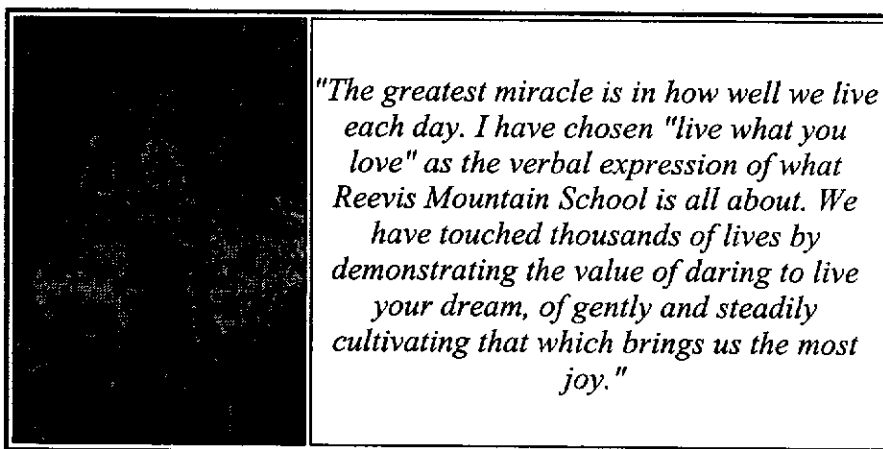 "The greatest miracle is in how well we live
each day. I have chosen "live what you
love" as the verbal expression of what
Reevis Mountain School is all about. We
have touched thousands of lives by
demonstrating the value of daring to live
your dream, of gently and steadily
cultivating that which brings us the most
joy."